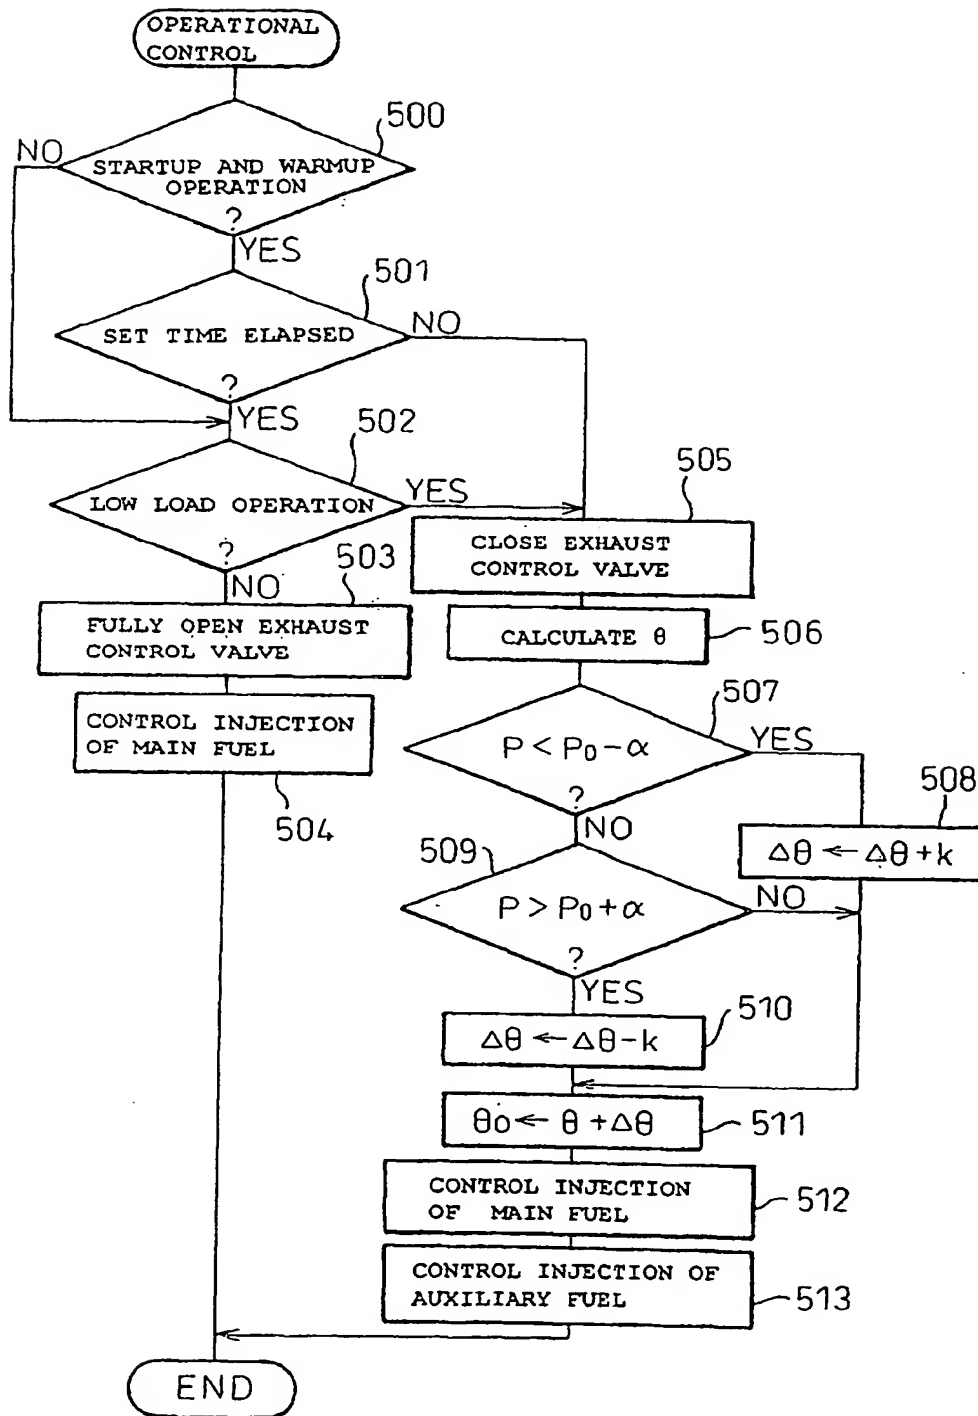 OPERATIONAL
CONTROL
500
NO
STARTUP AND WARMUP
OPERATION
?
YES
501
SET TIME ELAPSED
NO
?
YES
502
LOW LOAD OPERATION
YES
?
NO
503
FULLY OPEN EXHAUST
CONTROL VALVE
CONTROL INJECTION
OF MAIN FUEL
504
505
CLOSE EXHAUST
CONTROL VALVE
CALCULATE θ
506
507
P < P0 - α
YES
?
NO
508
Δθ ← Δθ + k
509
P > P0 + α
NO
?
YES
510
Δθ ← Δθ - k
θo ← θ + Δθ
511
CONTROL INJECTION
OF MAIN FUEL
512
CONTROL INJECTION OF
AUXILIARY FUEL
513
END